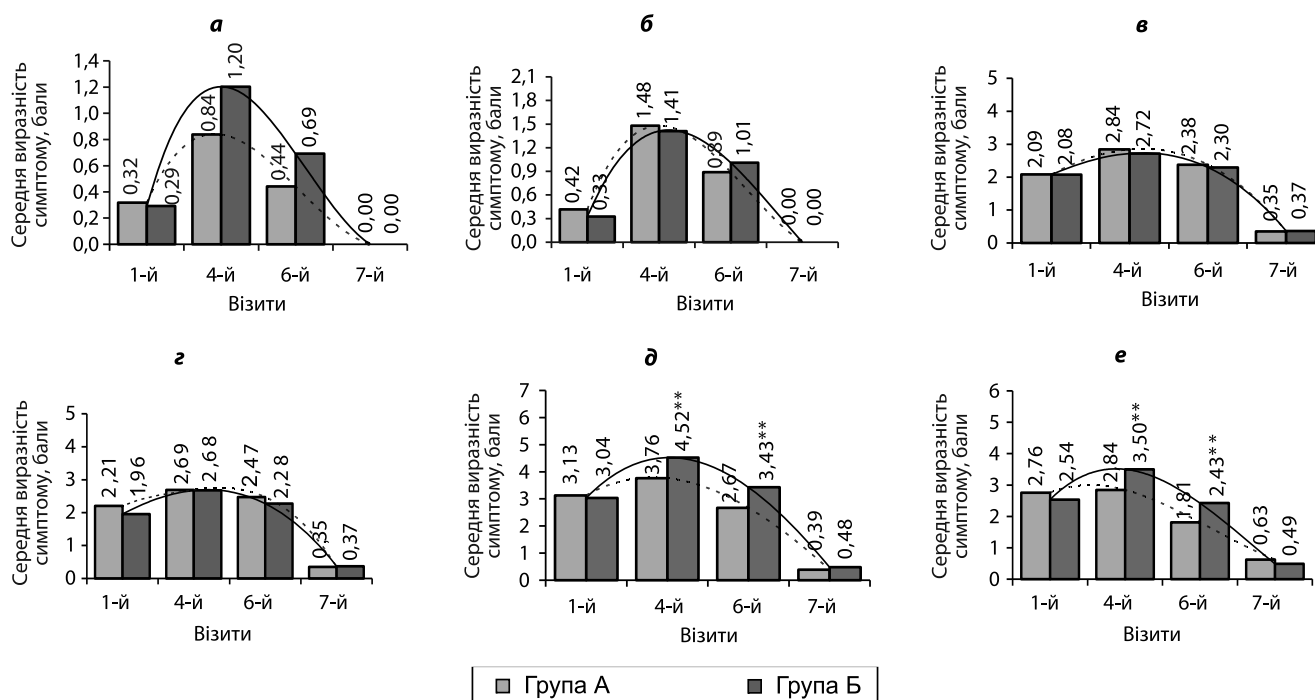 а
Середня виразність
симптому, бали
1,4
1,2
1,0
0,8
0,6
0,4
0,2
0,0
0,32
0,29
0,84
1,20
0,44
0,69
0,00
0,00
1-й
4-й
6-й
7-й
Візити
б
Середня виразність
симптому, бали
2,1
1,8
1,5
1,2
0,9
0,6
0,3
0,0
0,42
0,33
1,48
1,41
0,89
1,01
0,00
0,00
1-й
4-й
6-й
7-й
Візити
в
Середня виразність
симптому, бали
5
4
3
2
1
0
2,09
2,08
2,84
2,72
2,38
2,30
0,35
0,37
1-й
4-й
6-й
7-й
Візити
г
Середня виразність
симптому, бали
5
4
3
2
1
0
2,21
1,96
2,69
2,68
2,47
2,28
0,35
0,37
1-й
4-й
6-й
7-й
Візити
д
Середня виразність
симптому, бали
7
6
5
4
3
2
1
0
3,13
3,04
3,76
4,52**
2,67
3,43**
0,39
0,48
1-й
4-й
6-й
7-й
Візити
е
Середня виразність
симптому, бали
6
5
4
3
2
1
0
2,76
2,54
2,84
3,50**
1,81
2,43**
0,63
0,49
1-й
4-й
6-й
7-й
Візити
Група А
Група Б